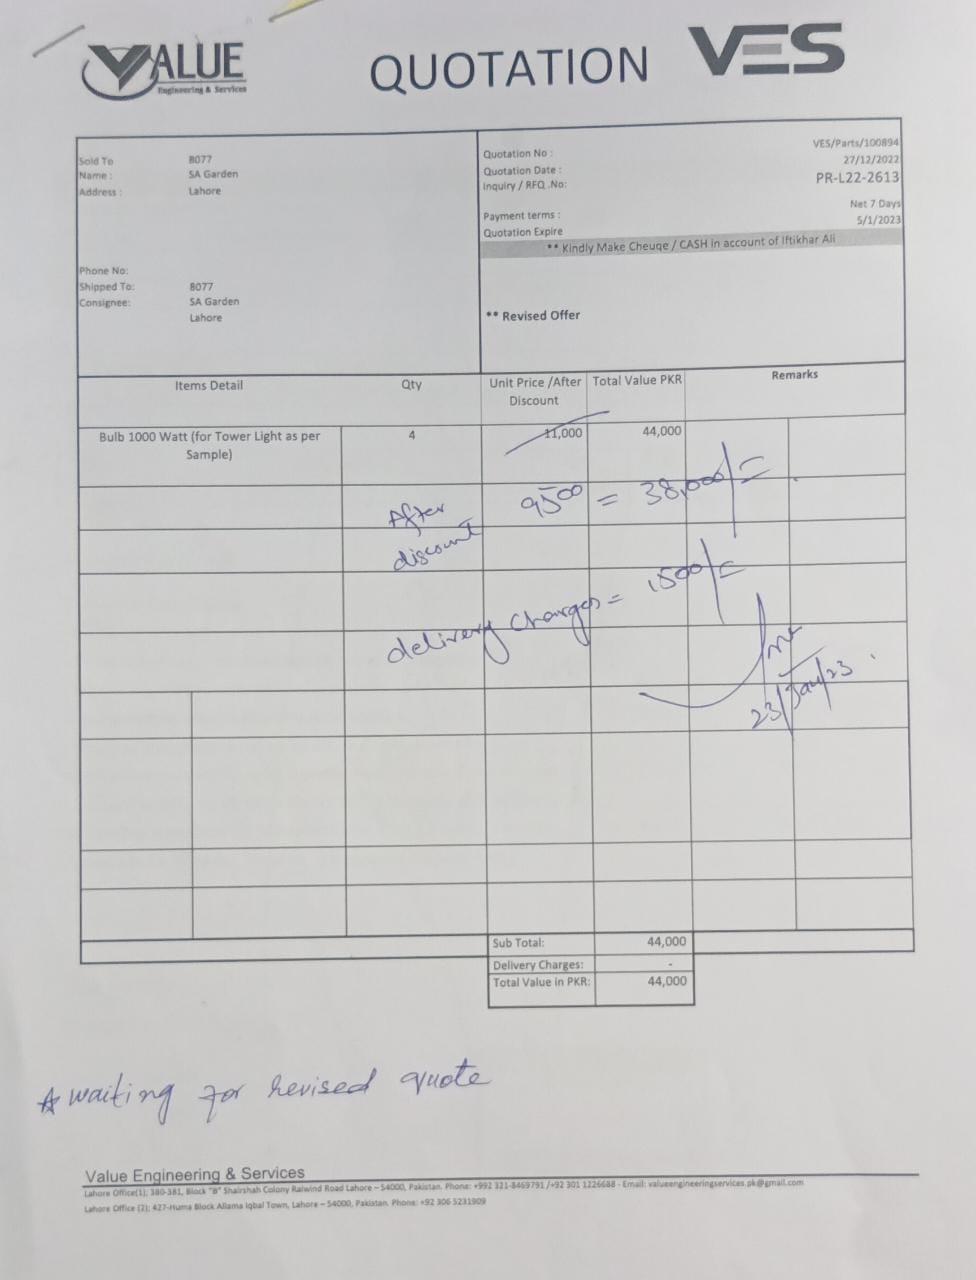 VALUE
Engineering & Services
QUOTATION
VES
Sold To 8077
Name : SA Garden
Address : Lahore
Phone No:
Shipped To: 8077
Consignee: SA Garden
Lahore
Quotation No : VES/Parts/100894
Quotation Date : 27/12/2022
Inquiry / RFQ .No: PR-L22-2613
Payment terms : Net 7 Days
Quotation Expire 5/1/2023
** Kindly Make Cheuqe / CASH in account of Iftikhar Ali
** Revised Offer
Items Detail Qty Unit Price /After Discount Total Value PKR Remarks
Bulb 1000 Watt (for Tower Light as per 4 11,000 44,000
Sample)
After 9500 = 38,000/=
discount
delivery charges = 1500/=
23/Jan/23
Sub Total: 44,000
Delivery Charges: -
Total Value in PKR: 44,000
waiting for revised quote
Value Engineering & Services
Lahore Office(1); 380-381, Block "B" Shairshah Colony Raiwind Road Lahore – 54000, Pakistan. Phone: +992 321-8469791 /+92 301 1226688 - Email: valueengineeringservices.pk@gmail.com
Lahore Office (2); 427-Huma Block Allama Iqbal Town, Lahore – 54000, Pakistan. Phone: +92 306 5231909